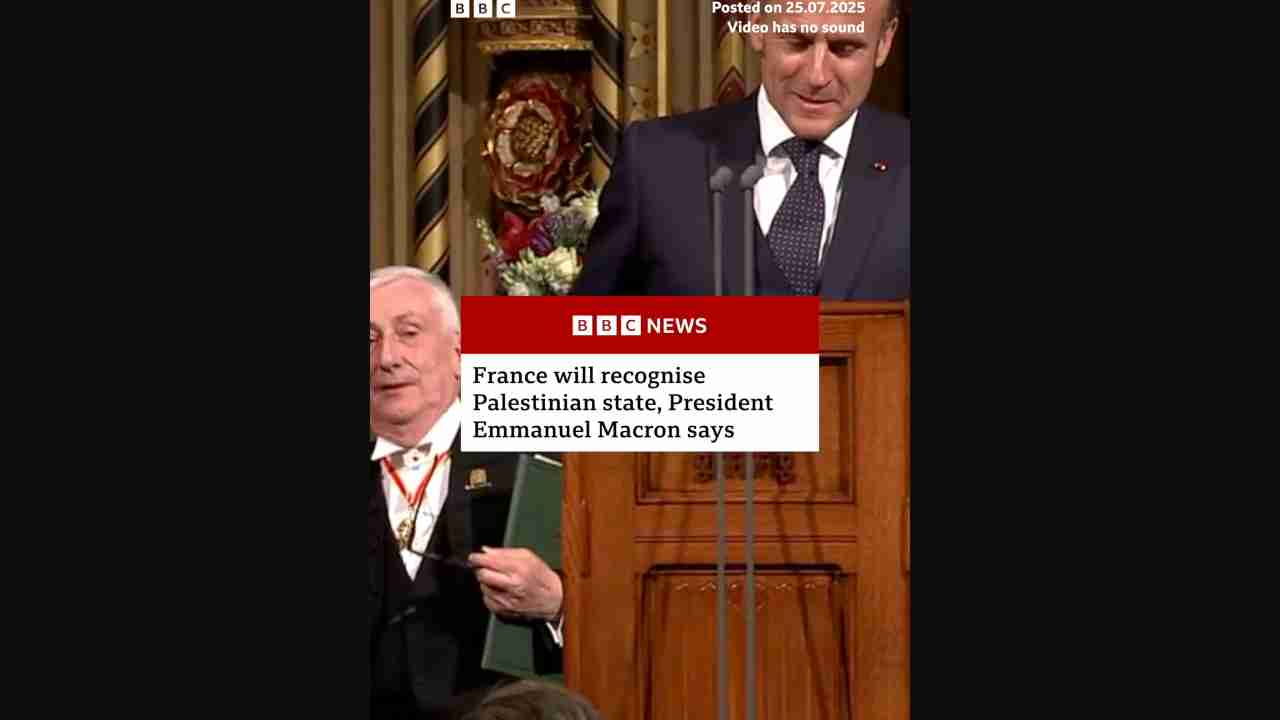 BBC
Posted on 25.07.2025
Video has no sound
BBC NEWS
France will recognise
Palestinian state, President
Emmanuel Macron says